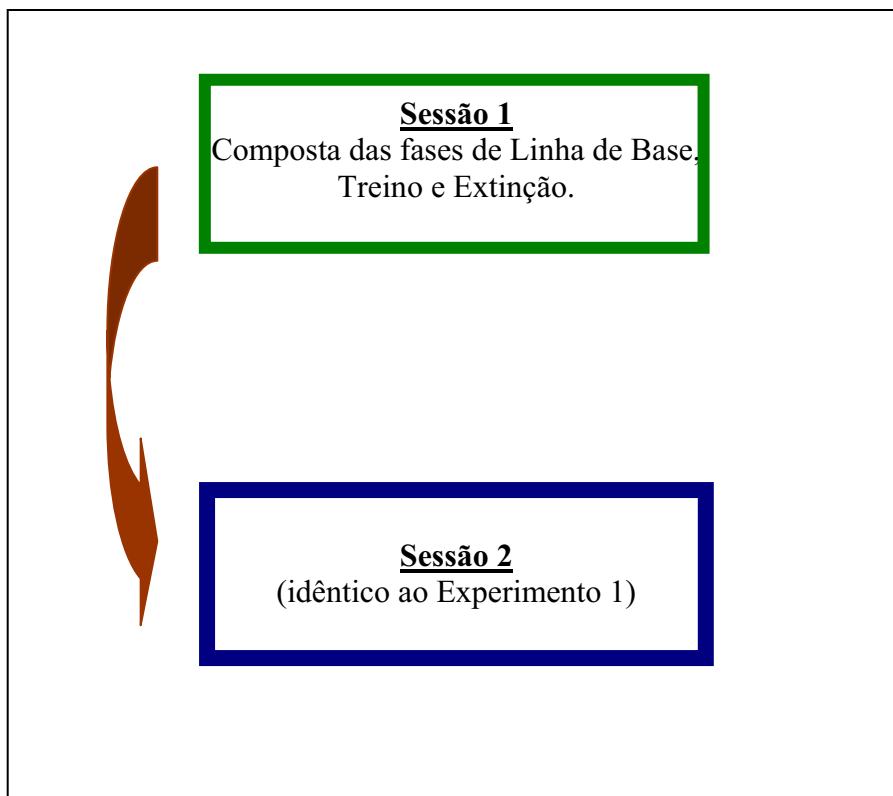 Sessão 1
Composta das fases de Linha de Base,
Treino e Extinção.
Sessão 2
(idêntico ao Experimento 1)